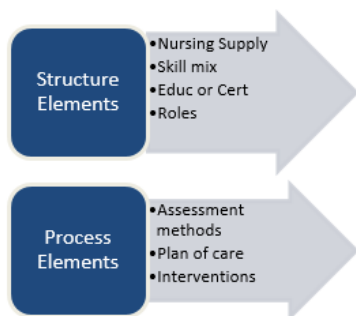 Structure
Elements
•Nursing Supply
•Skill mix
•Educ or Cert
•Roles
Process
Elements
•Assessment
methods
•Plan of care
•Interventions